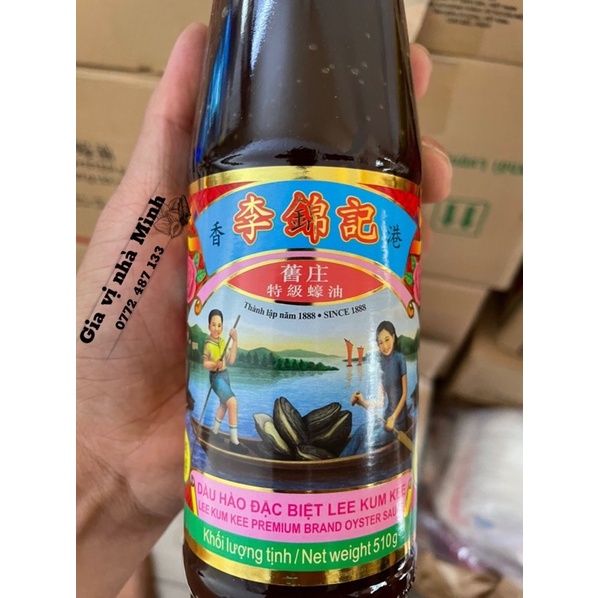 香 李錦記 港
舊庄
特級蠔油
Thành lập năm 1888 • SINCE 1888
DẦU HÀO ĐẶC BIỆT LEE KUM KEE
LEE KUM KEE PREMIUM BRAND OYSTER SAUCE
Khối lượng tịnh / Net weight 510g
Gia vị nhà Minh
0772 487 133